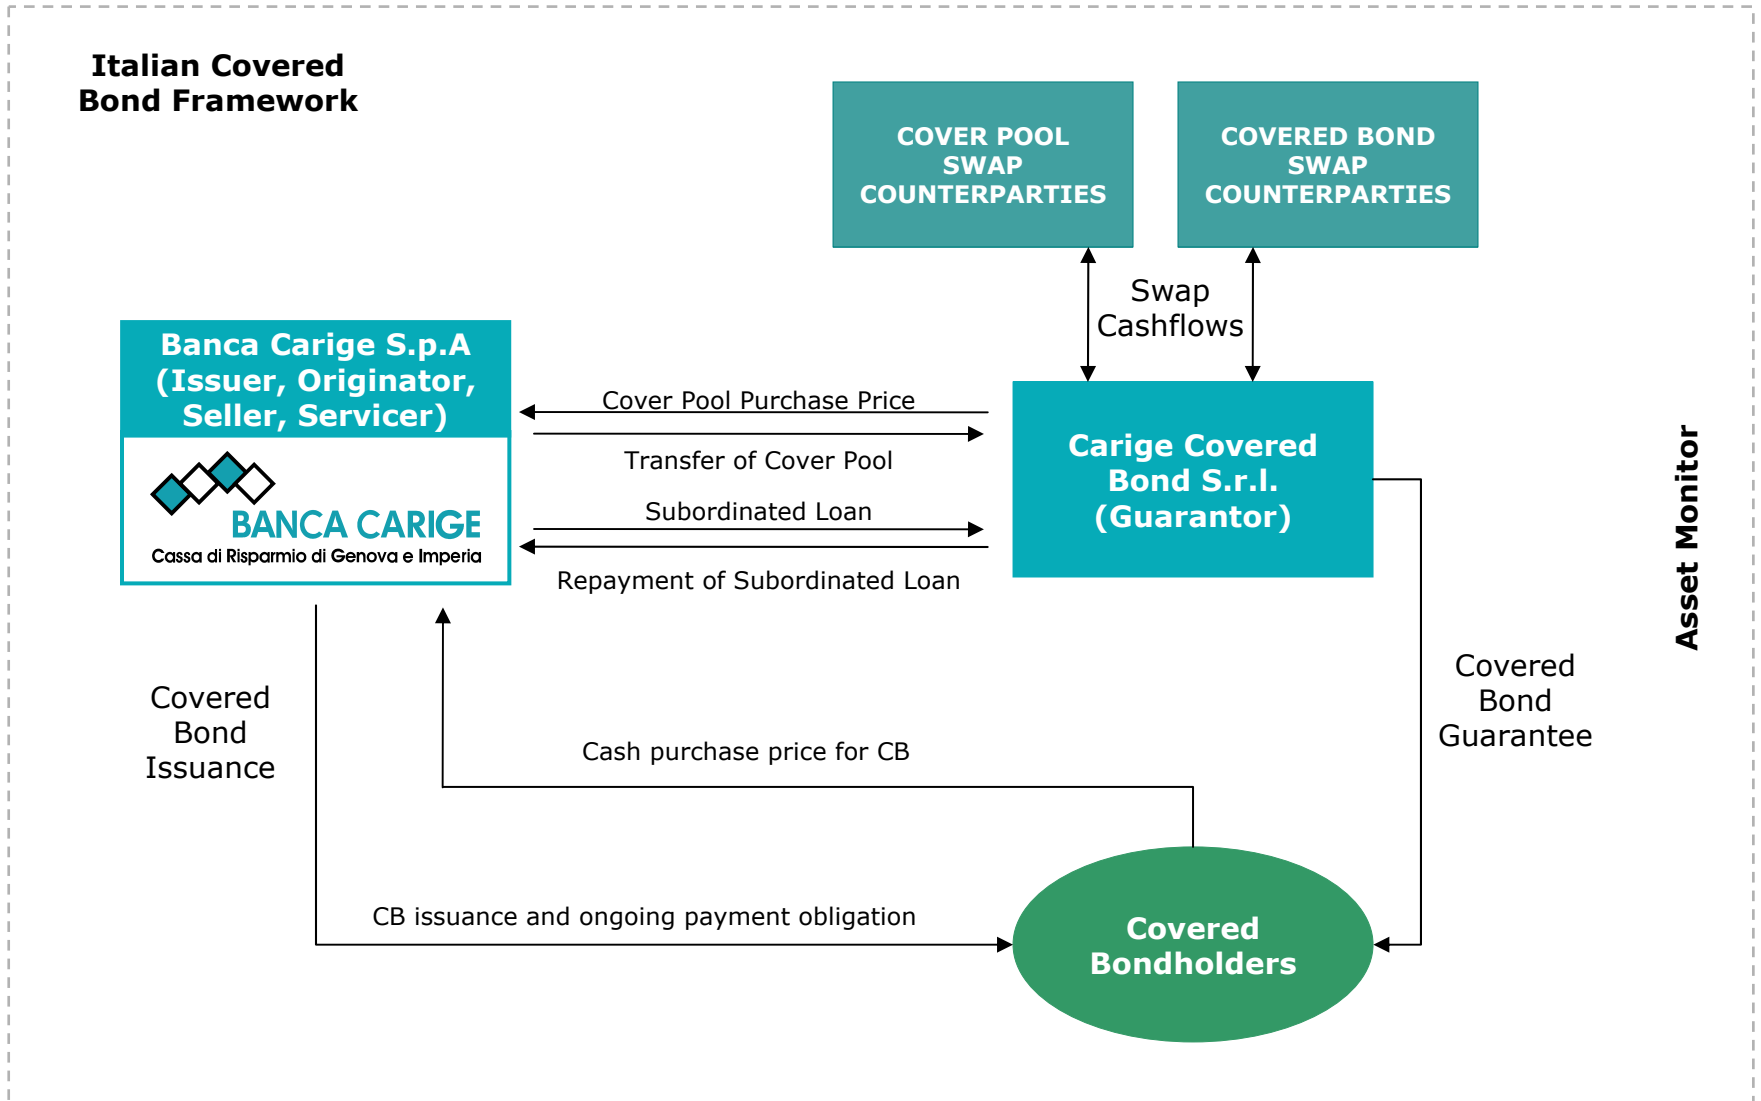 Italian Covered
Bond Framework
COVER POOL
SWAP
COUNTERPARTIES
COVERED BOND
SWAP
COUNTERPARTIES
Swap
Cashflows
Banca Carige S.p.A
(Issuer, Originator,
Seller, Servicer)
BANCA CARIGE
Cassa di Risparmio di Genova e Imperia
Cover Pool Purchase Price
Transfer of Cover Pool
Subordinated Loan
Repayment of Subordinated Loan
Carige Covered
Bond S.r.l.
(Guarantor)
Asset Monitor
Covered
Bond
Issuance
Cash purchase price for CB
Covered
Bond
Guarantee
CB issuance and ongoing payment obligation
Covered
Bondholders